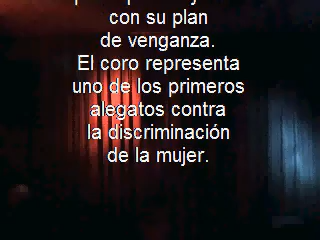 con su plan
de venganza.
El coro representa
uno de los primeros
alegatos contra
la discriminación
de la mujer.